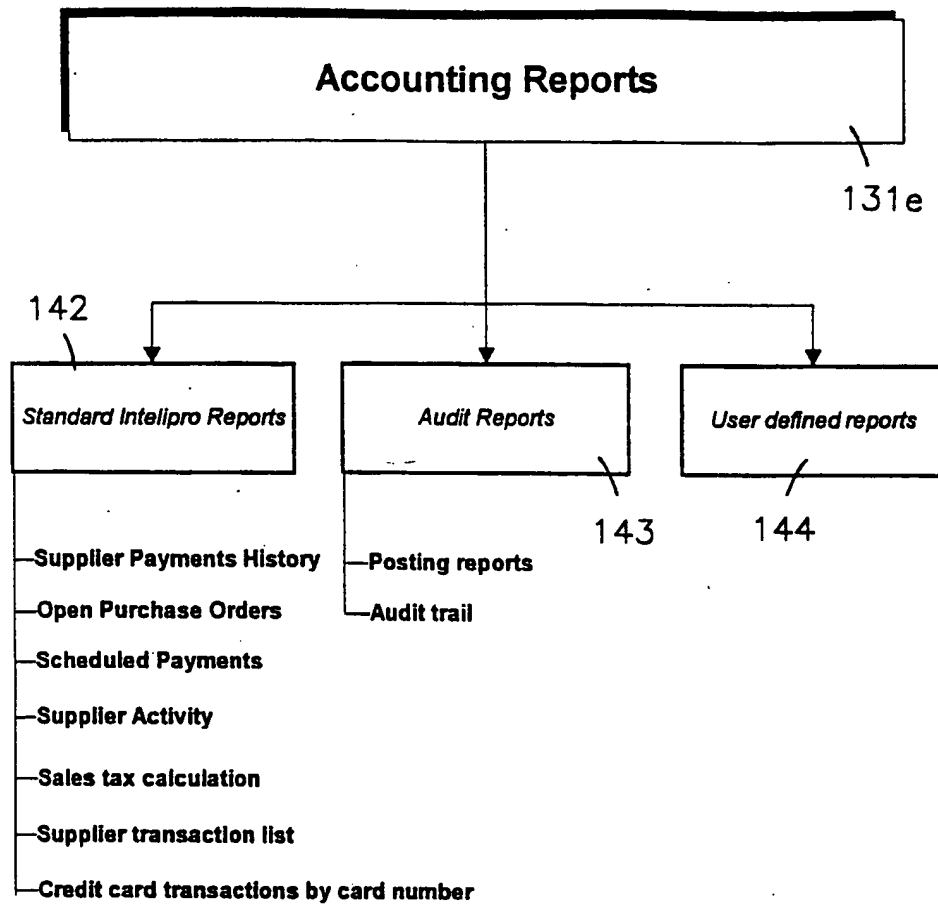 Accounting Reports
131e
142
Standard Intelipro Reports
Audit Reports
User defined reports
143
144
Supplier Payments History
Open Purchase Orders
Scheduled Payments
Supplier Activity
Sales tax calculation
Supplier transaction list
Credit card transactions by card number
Posting reports
Audit trail